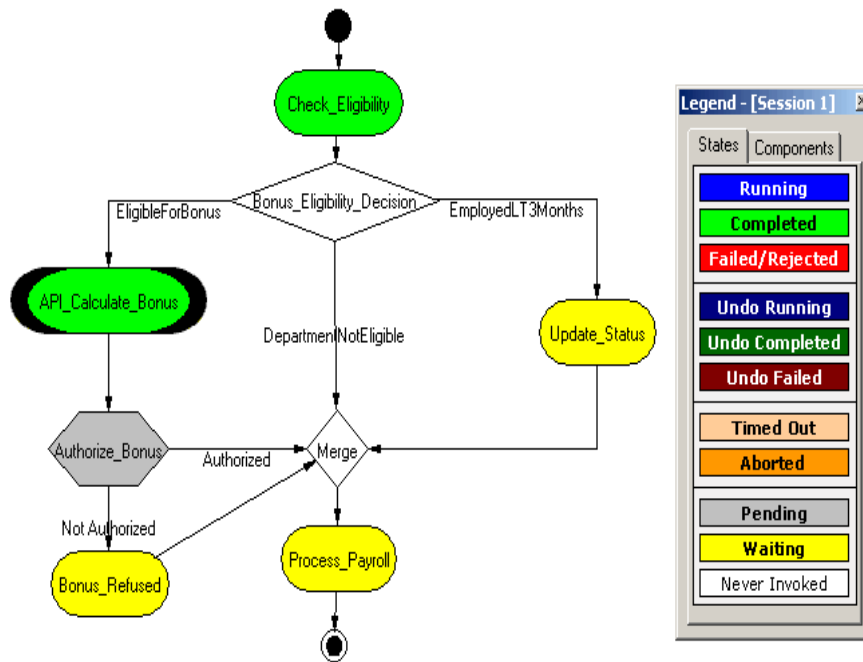 Check_Eligibility
Bonus_Eligibility_Decision
EligibleForBonus
EmployedLT3Months
API_Calculate_Bonus
DepartmentNotEligible
Update_Status
Authorize_Bonus
Authorized
Merge
Not Authorized
Bonus_Refused
Process_Payroll
Legend - [Session 1]
States
Components
Running
Completed
Failed/Rejected
Undo Running
Undo Completed
Undo Failed
Timed Out
Aborted
Pending
Waiting
Never Invoked